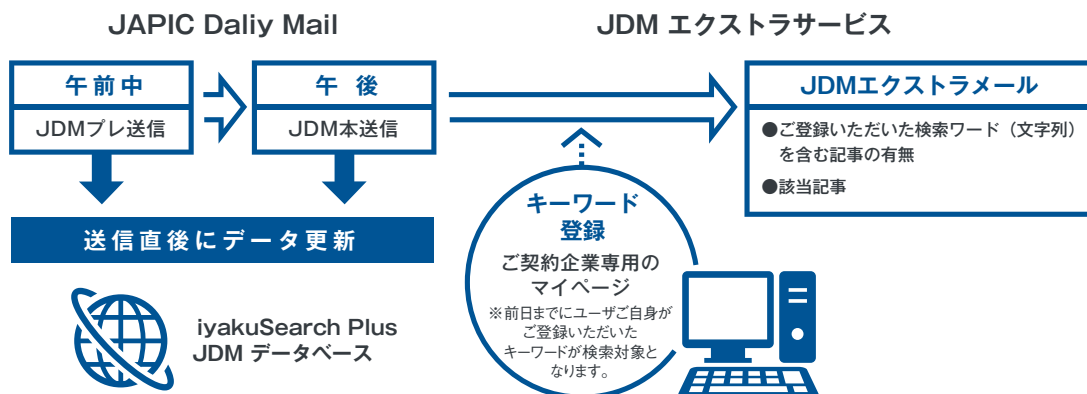 JAPIC Daliy Mail
JDM エクストラサービス
午前中
JDMプレ送信
午 後
JDM本送信
送信直後にデータ更新
iyakuSearch Plus
JDM データベース
JDMエクストラメール
●ご登録いただいた検索ワード（文字列）
を含む記事の有無
●該当記事
キーワード
登録
ご契約企業専用の
マイページ
※前日までにユーザご自身が
ご登録いただいた
キーワードが検索対象と
なります。